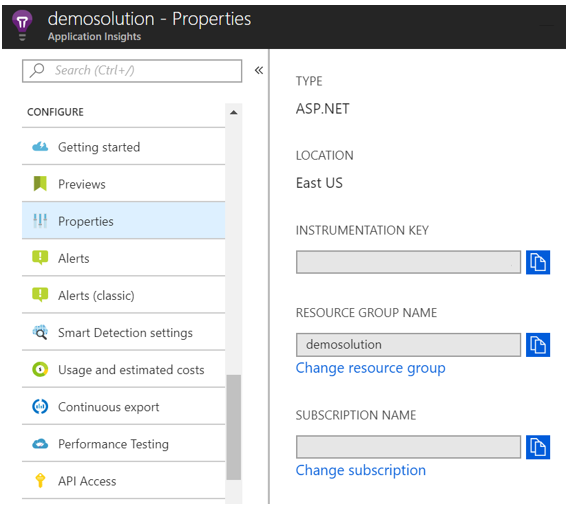 demosolution - Properties
Application Insights
Search (Ctrl+/)
«
CONFIGURE
Getting started
Previews
Properties
Alerts
Alerts (classic)
Smart Detection settings
Usage and estimated costs
Continuous export
Performance Testing
API Access
TYPE
ASP.NET
LOCATION
East US
INSTRUMENTATION KEY
RESOURCE GROUP NAME
demosolution
Change resource group
SUBSCRIPTION NAME
Change subscription